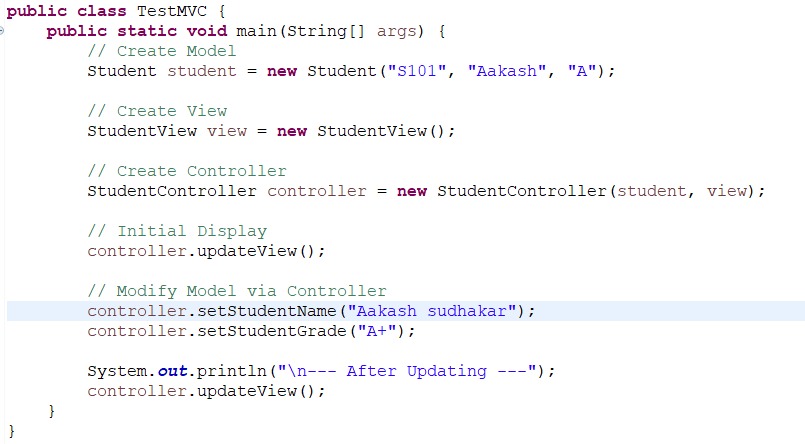 public class TestMVC {
    public static void main(String[] args) {
        // Create Model
        Student student = new Student("S101", "Aakash", "A");

        // Create View
        StudentView view = new StudentView();

        // Create Controller
        StudentController controller = new StudentController(student, view);

        // Initial Display
        controller.updateView();

        // Modify Model via Controller
        controller.setStudentName("Aakash sudhakar");
        controller.setStudentGrade("A+");

        System.out.println("\n--- After Updating ---");
        controller.updateView();
    }
}